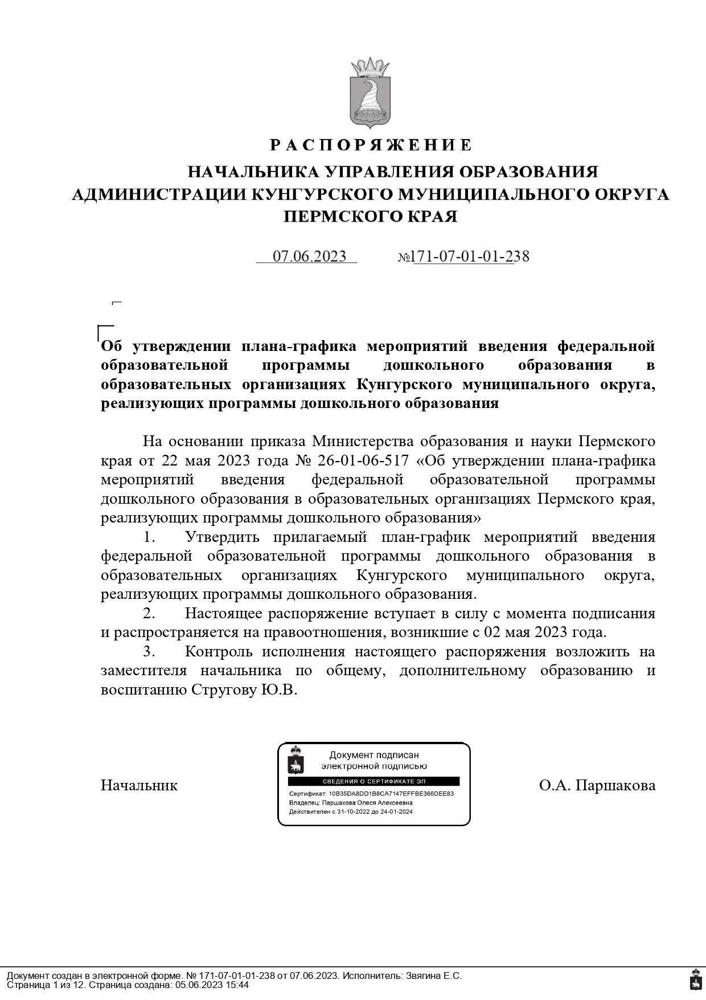 РАСПОРЯЖЕНИЕ
НАЧАЛЬНИКА УПРАВЛЕНИЯ ОБРАЗОВАНИЯ
АДМИНИСТРАЦИИ КУНГУРСКОГО МУНИЦИПАЛЬНОГО ОКРУГА
ПЕРМСКОГО КРАЯ
07.06.2023 №171-07-01-01-238
Об утверждении плана-графика мероприятий введения федеральной
образовательной программы дошкольного образования в
образовательных организациях Кунгурского муниципального округа,
реализующих программы дошкольного образования
На основании приказа Министерства образования и науки Пермского
края от 22 мая 2023 года № 26-01-06-517 «Об утверждении плана-графика
мероприятий введения федеральной образовательной программы
дошкольного образования в образовательных организациях Пермского края,
реализующих программы дошкольного образования»
1. Утвердить прилагаемый план-график мероприятий введения
федеральной образовательной программы дошкольного образования в
образовательных организациях Кунгурского муниципального округа,
реализующих программы дошкольного образования.
2. Настоящее распоряжение вступает в силу с момента подписания
и распространяется на правоотношения, возникшие с 02 мая 2023 года.
3. Контроль исполнения настоящего распоряжения возложить на
заместителя начальника по общему, дополнительному образованию и
воспитанию Стругову Ю.В.
Документ подписан
электронной подписью
СВЕДЕНИЯ О СЕРТИФИКАТЕ ЭП
Начальник О.А. Паршакова
Сертификат: 10B35DA8DD1B8CA7147EFFBE366DEE83
Владелец: Паршакова Олеся Алексеевна
Действителен с 31-10-2022 до 24-01-2024
Документ создан в электронной форме. № 171-07-01-01-238 от 07.06.2023. Исполнитель: Звягина Е.С.
Страница 1 из 12. Страница создана: 05.06.2023 15:44